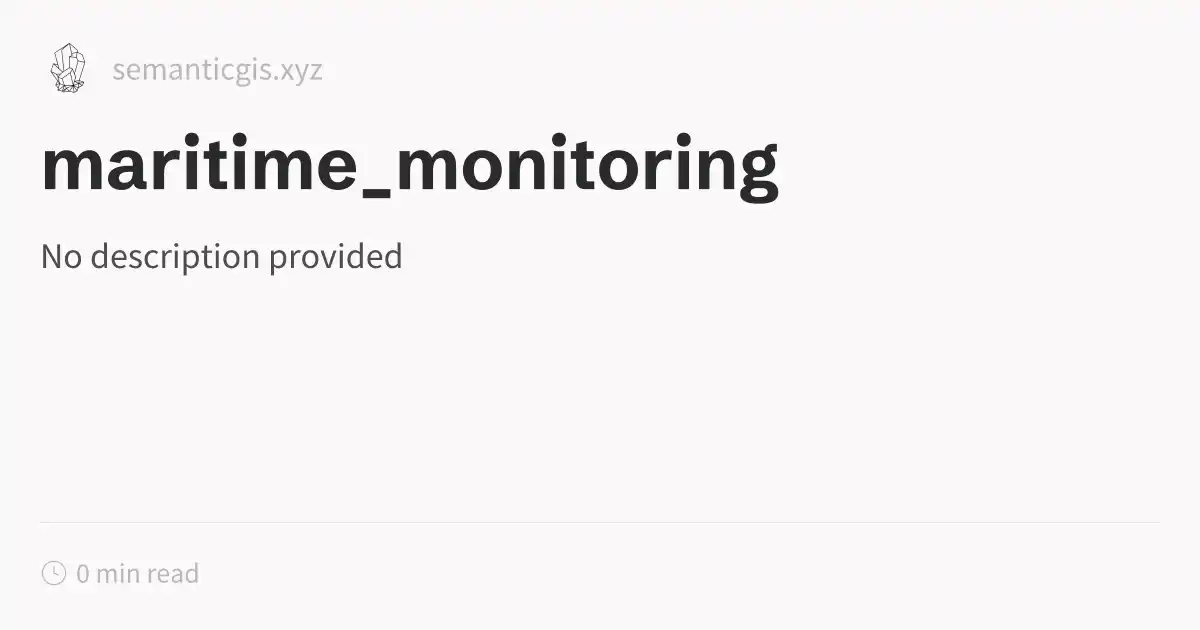 semanticgis.xyz
maritime_monitoring
No description provided
0 min read